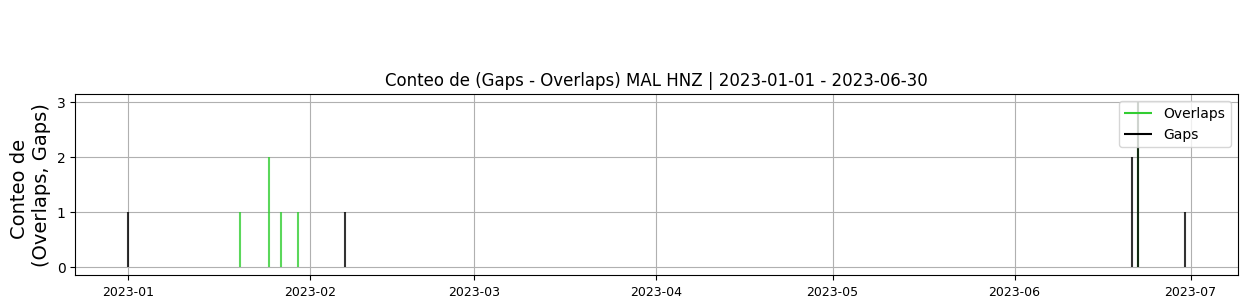 Conteo de (Gaps - Overlaps) MAL HNZ | 2023-01-01 - 2023-06-30
Conteo de
(Overlaps, Gaps)
3
2
1
0
Overlaps
Gaps
2023-01
2023-02
2023-03
2023-04
2023-05
2023-06
2023-07